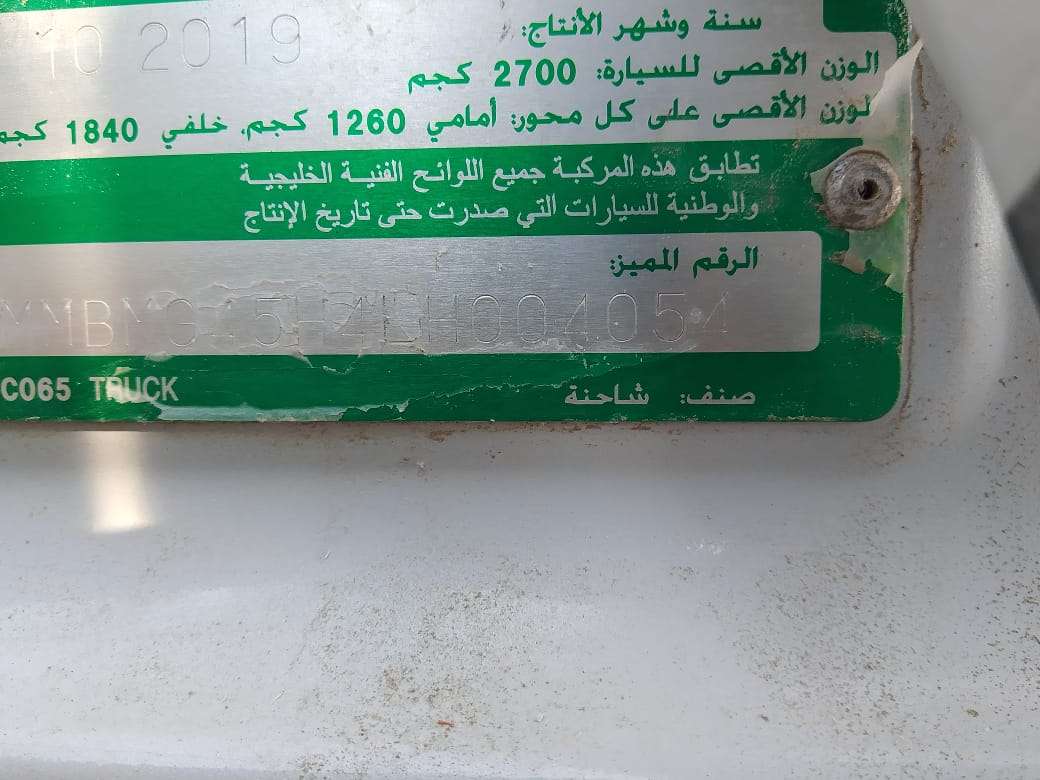 سنة وشهر الأنتاج:
10 2019
الوزن الأقصى للسيارة: 2700 كجم
لوزن الأقصى على كل محور: أمامي 1260 كجم، خلفي 1840 كجم
تطابق هذه المركبة جميع اللوائح الفنية الخليجية
والوطنية للسيارات التي صدرت حتى تاريخ الإنتاج
الرقم المميز:
صنف: شاحنة C065 TRUCK